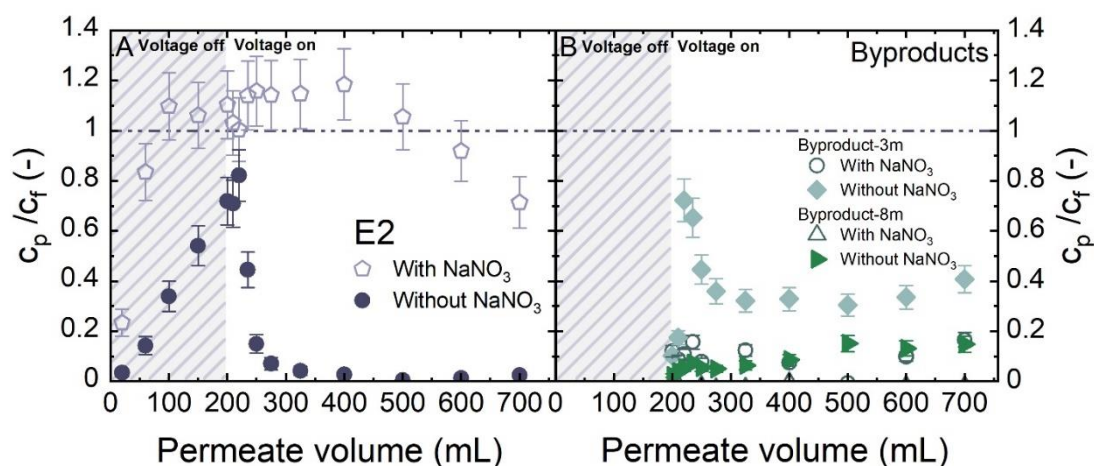 A Voltage off Voltage on
B Voltage off Voltage on Byproducts
1.4
1.2
1
0.8
0.6
0.4
0.2
0
cp /cf (-)
E2
With NaNO3
Without NaNO3
Byproduct-3m
With NaNO3
Without NaNO3
Byproduct-8m
With NaNO3
Without NaNO3
1.4
1.2
1
0.8
0.6
0.4
0.2
0
cp /cf (-)
0 100 200 300 400 500 600 700
0 100 200 300 400 500 600 700
Permeate volume (mL)
Permeate volume (mL)